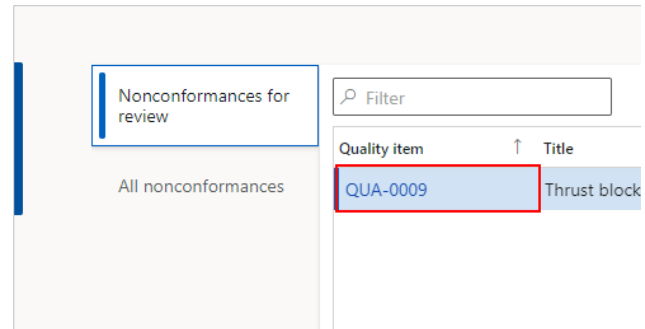 Nonconformances for
review
All nonconformances
Filter
Quality item ↑ Title
QUA-0009 Thrust block